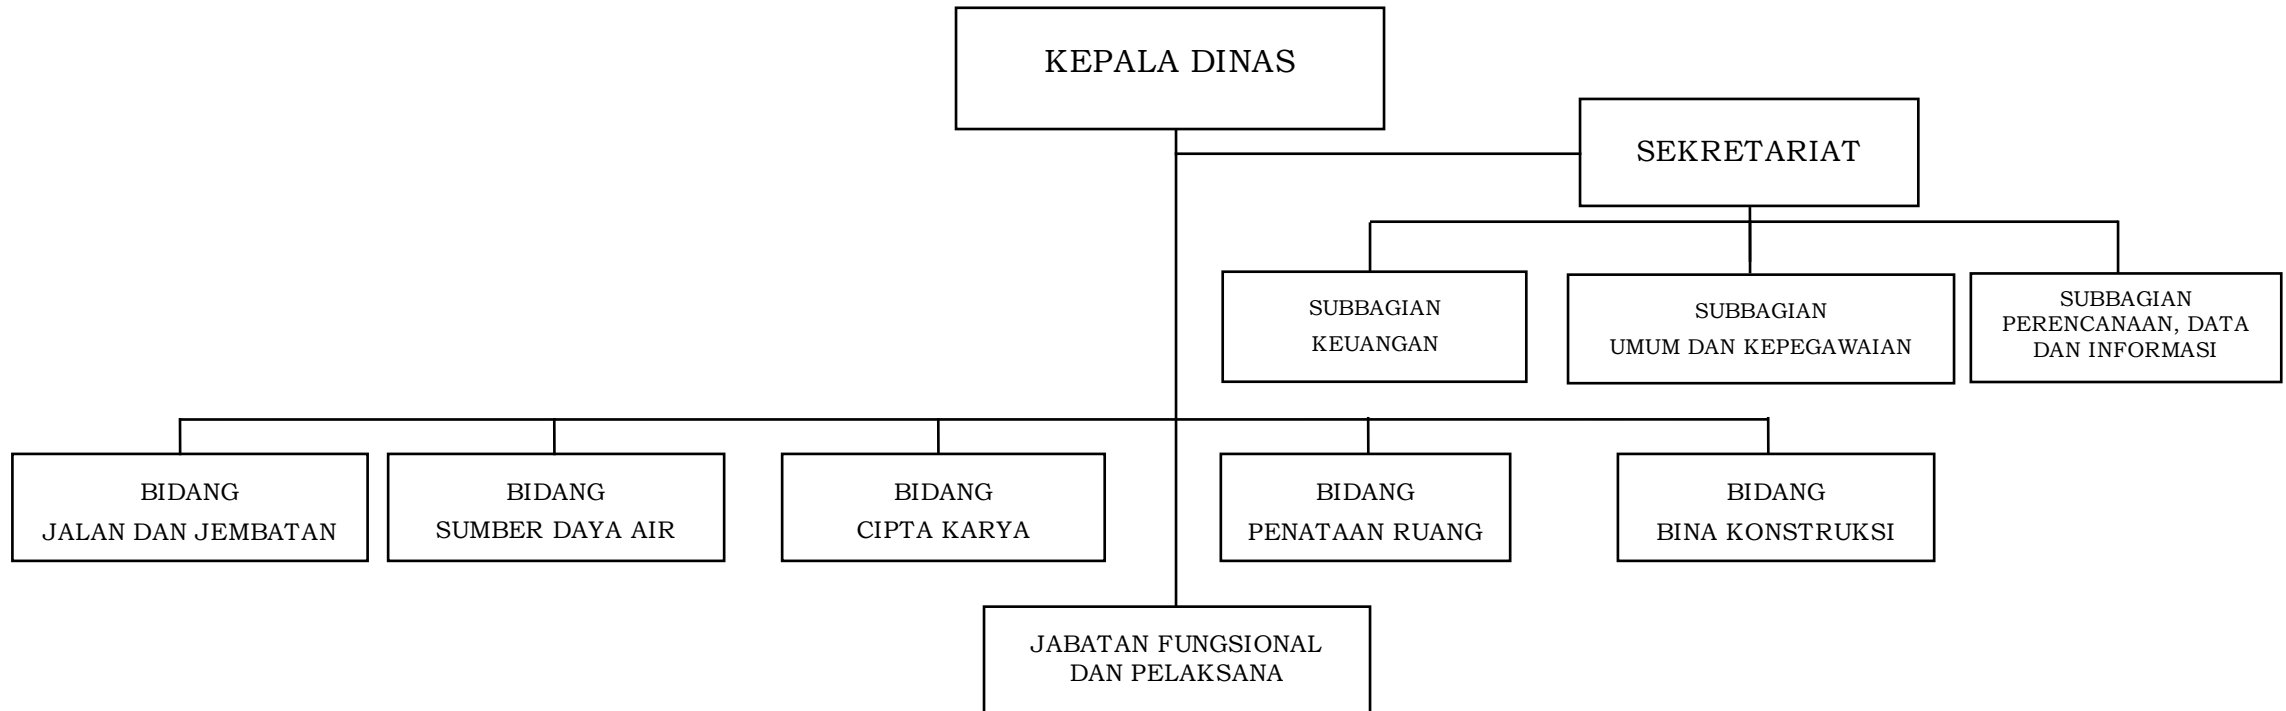 KEPALA DINAS
SEKRETARIAT
SUBBAGIAN
KEUANGAN
SUBBAGIAN
UMUM DAN KEPEGAWAIAN
SUBBAGIAN
PERENCANAAN, DATA
DAN INFORMASI
BIDANG
JALAN DAN JEMBATAN
BIDANG
SUMBER DAYA AIR
BIDANG
CIPTA KARYA
BIDANG
PENATAAN RUANG
BIDANG
BINA KONSTRUKSI
JABATAN FUNGSIONAL
DAN PELAKSANA